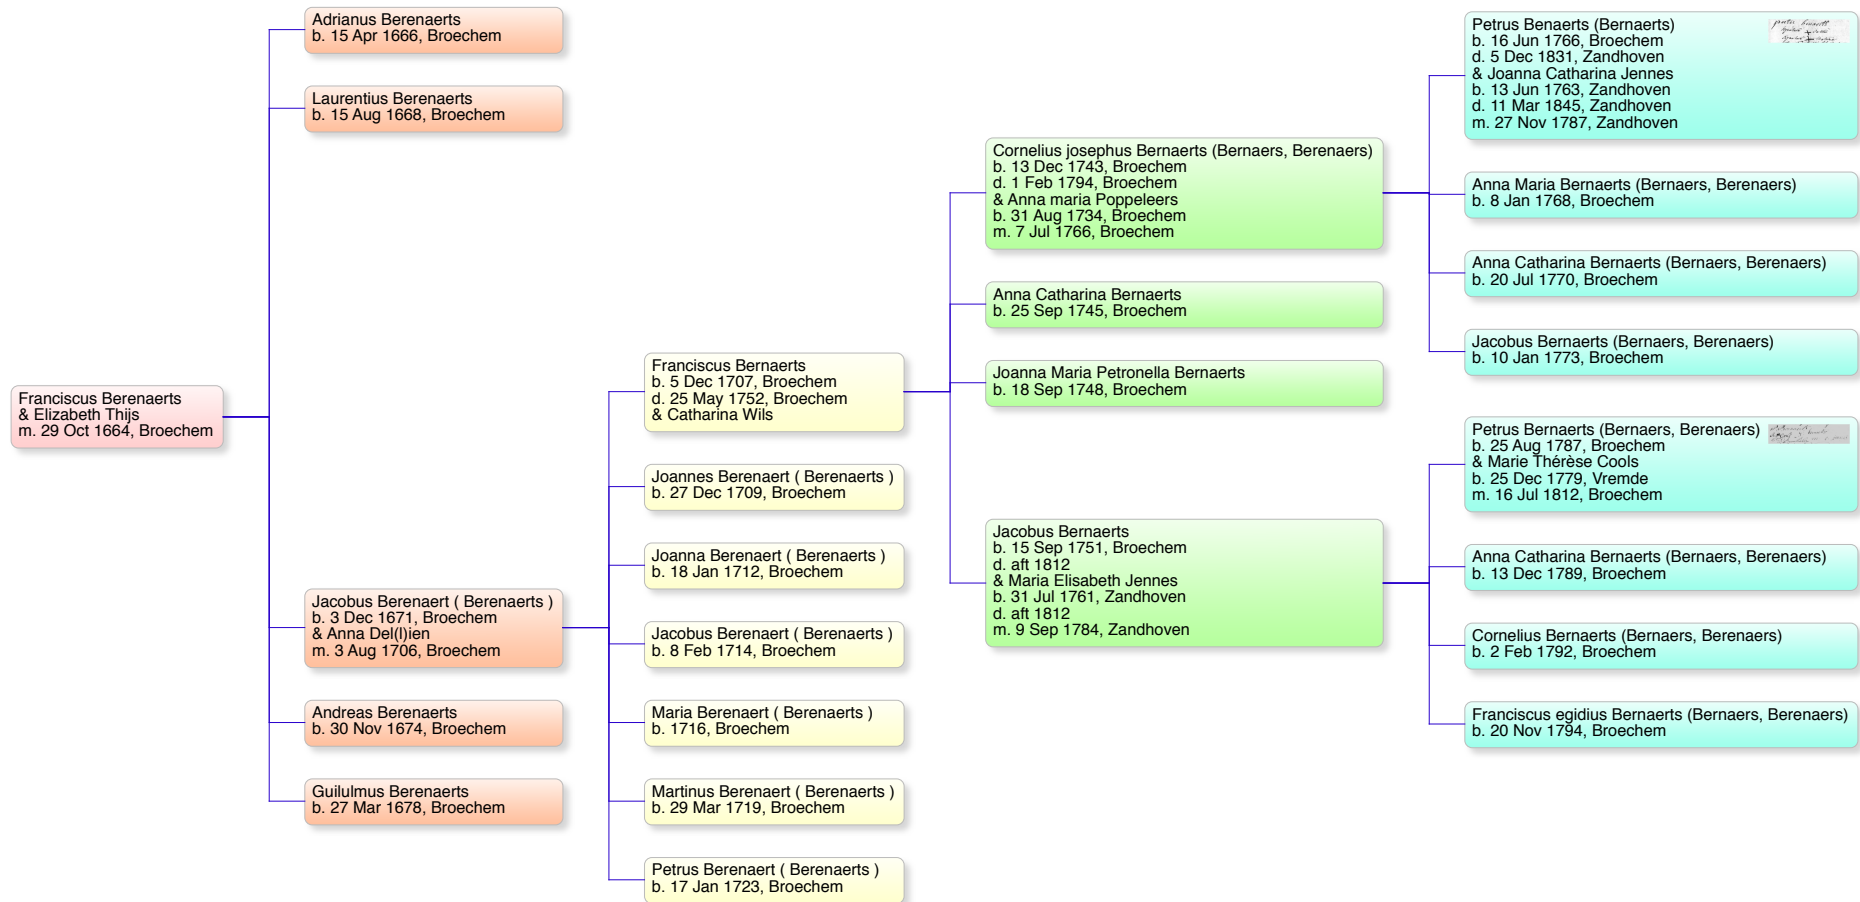 Franciscus Berenaerts
& Elizabeth Thijs
m. 29 Oct 1664, Broechem
Adrianus Berenaerts
b. 15 Apr 1666, Broechem
Laurentius Berenaerts
b. 15 Aug 1668, Broechem
Jacobus Berenaert ( Berenaerts )
b. 3 Dec 1671, Broechem
& Anna Del(l)ien
m. 3 Aug 1706, Broechem
Andreas Berenaerts
b. 30 Nov 1674, Broechem
Guilulmus Berenaerts
b. 27 Mar 1678, Broechem
Franciscus Bernaerts
b. 5 Dec 1707, Broechem
d. 25 May 1752, Broechem
& Catharina Wils
Joannes Berenaert ( Berenaerts )
b. 27 Dec 1709, Broechem
Joanna Berenaert ( Berenaerts )
b. 18 Jan 1712, Broechem
Jacobus Berenaert ( Berenaerts )
b. 8 Feb 1714, Broechem
Maria Berenaert ( Berenaerts )
b. 1716, Broechem
Martinus Berenaert ( Berenaerts )
b. 29 Mar 1719, Broechem
Petrus Berenaert ( Berenaerts )
b. 17 Jan 1723, Broechem
Cornelius josephus Bernaerts (Bernaers, Berenaers)
b. 13 Dec 1743, Broechem
d. 1 Feb 1794, Broechem
& Anna maria Poppeleers
b. 31 Aug 1734, Broechem
m. 7 Jul 1766, Broechem
Anna Catharina Bernaerts
b. 25 Sep 1745, Broechem
Joanna Maria Petronella Bernaerts
b. 18 Sep 1748, Broechem
Jacobus Bernaerts
b. 15 Sep 1751, Broechem
d. aft 1812
& Maria Elisabeth Jennes
b. 31 Jul 1761, Zandhoven
d. aft 1812
m. 9 Sep 1784, Zandhoven
Petrus Benaerts (Bernaerts)
b. 16 Jun 1766, Broechem
d. 5 Dec 1831, Zandhoven
& Joanna Catharina Jennes
b. 13 Jun 1763, Zandhoven
d. 11 Mar 1845, Zandhoven
m. 27 Nov 1787, Zandhoven
Anna Maria Bernaerts (Bernaers, Berenaers)
b. 8 Jan 1768, Broechem
Anna Catharina Bernaerts (Bernaers, Berenaers)
b. 20 Jul 1770, Broechem
Jacobus Bernaerts (Bernaers, Berenaers)
b. 10 Jan 1773, Broechem
Petrus Bernaerts (Bernaers, Berenaers)
b. 25 Aug 1787, Broechem
& Marie Thérèse Cools
b. 25 Dec 1779, Vremde
m. 16 Jul 1812, Broechem
Anna Catharina Bernaerts (Bernaers, Berenaers)
b. 13 Dec 1789, Broechem
Cornelius Bernaerts (Bernaers, Berenaers)
b. 2 Feb 1792, Broechem
Franciscus egidius Bernaerts (Bernaers, Berenaers)
b. 20 Nov 1794, Broechem